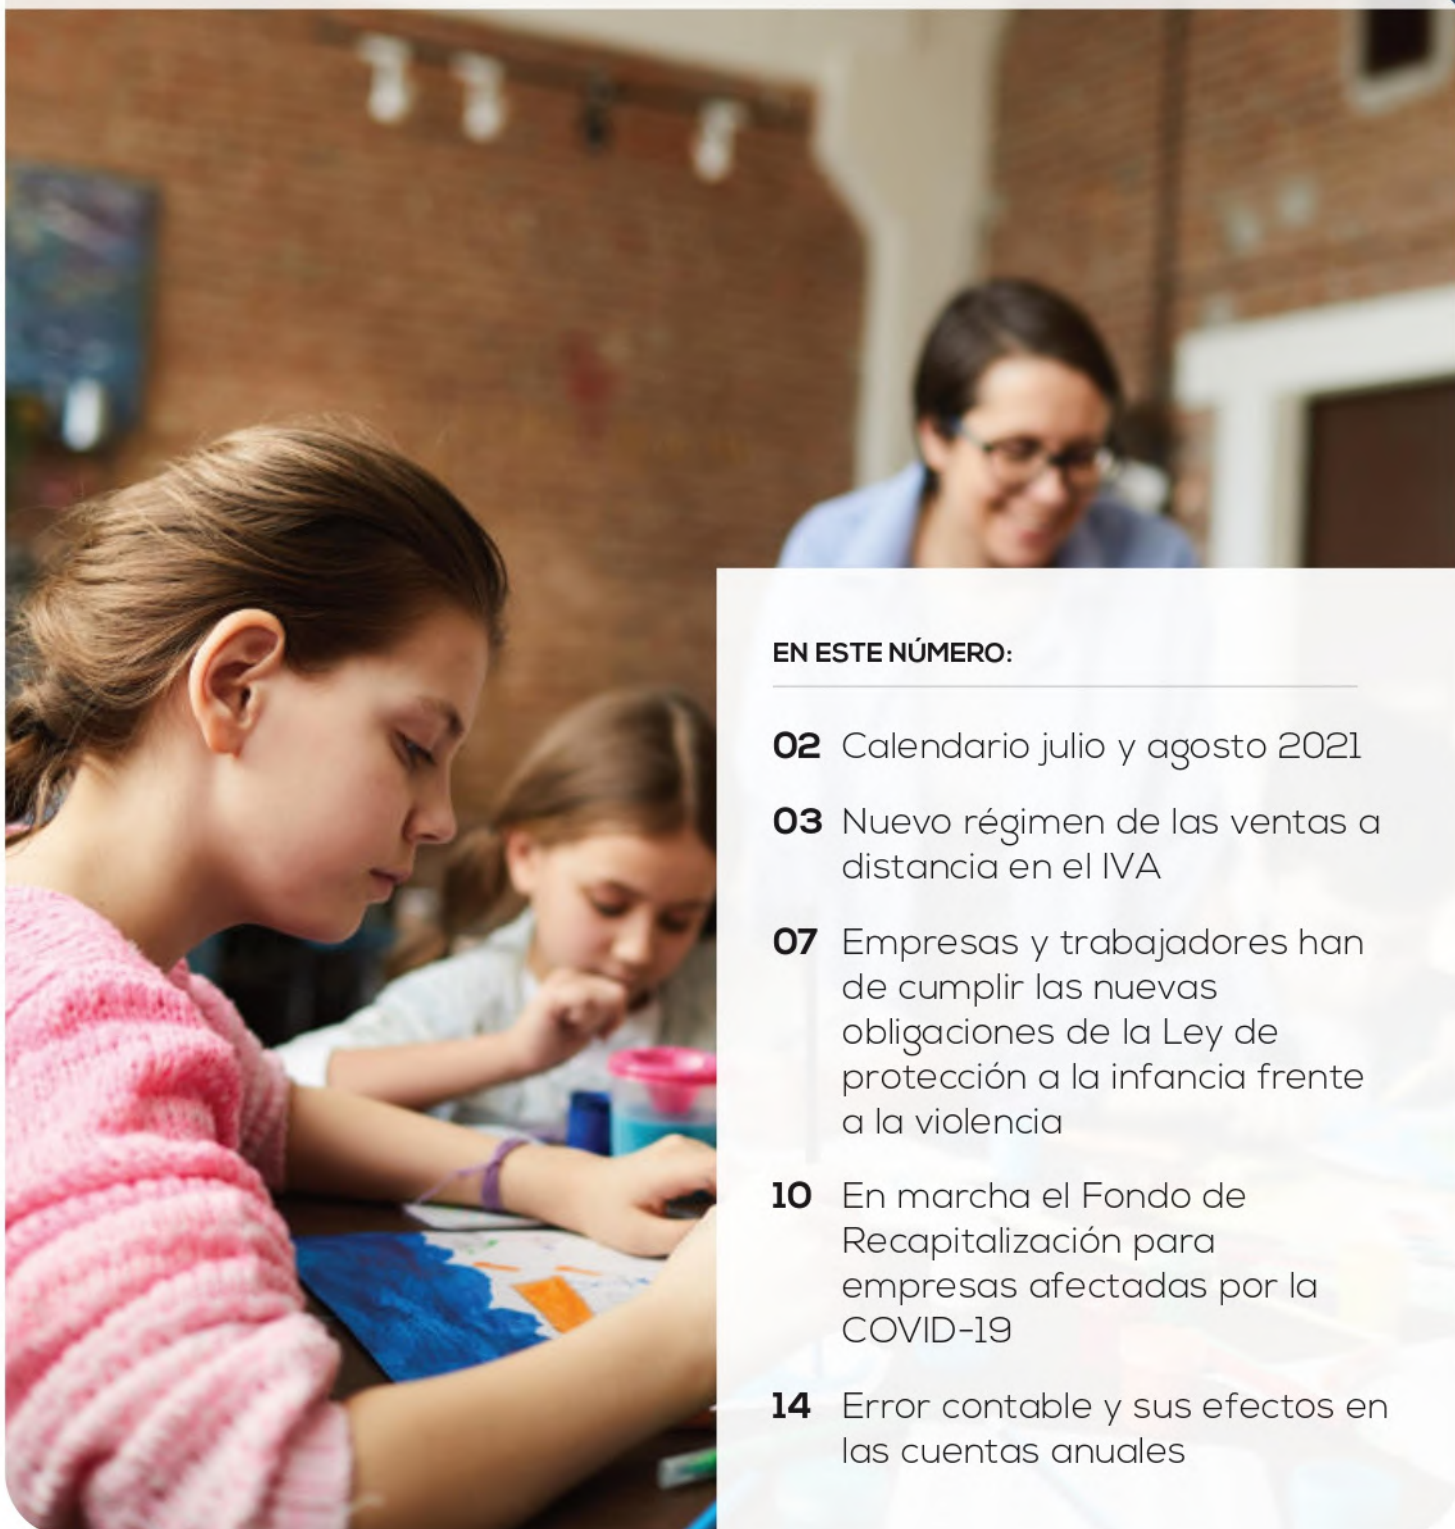 EN ESTE NÚMERO:
02 Calendario julio y agosto 2021
03 Nuevo régimen de las ventas a
distancia en el IVA
07 Empresas y trabajadores han
de cumplir las nuevas
obligaciones de la Ley de
protección a la infancia frente
a la violencia
10 En marcha el Fondo de
Recapitalización para
empresas afectadas por la
COVID-19
14 Error contable y sus efectos en
las cuentas anuales